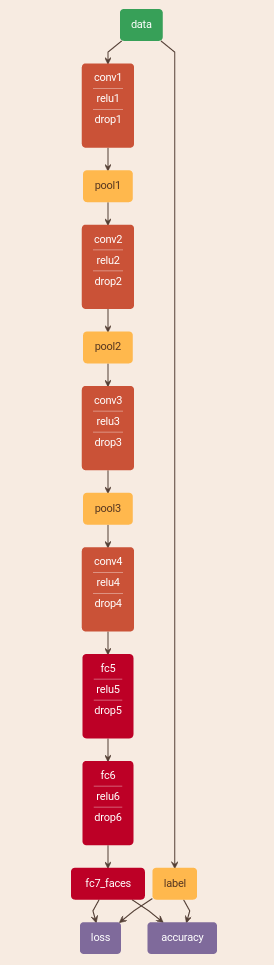 data
conv1
relu1
drop1
pool1
conv2
relu2
drop2
pool2
conv3
relu3
drop3
pool3
conv4
relu4
drop4
fc5
relu5
drop5
fc6
relu6
drop6
fc7_faces
label
loss
accuracy